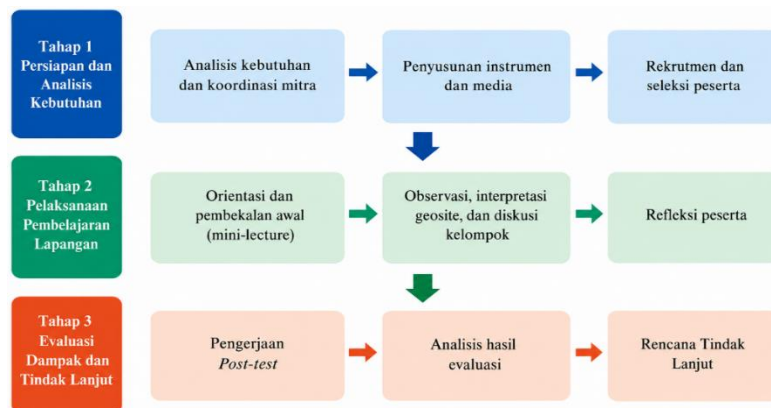 Tahap 1
Persiapan dan
Analisis
Kebutuhan
Analisis kebutuhan
dan koordinasi mitra
Penyusunan instrumen
dan media
Rekrutmen dan
seleksi peserta
Tahap 2
Pelaksanaan
Pembelajaran
Lapangan
Orientasi dan
pembekalan awal
(mini-lecture)
Observasi, interpretasi
geosite, dan diskusi
kelompok
Refleksi peserta
Tahap 3
Evaluasi
Dampak dan
Tindak Lanjut
Pengerjaan
Post-test
Analisis hasil
evaluasi
Rencana Tindak
Lanjut